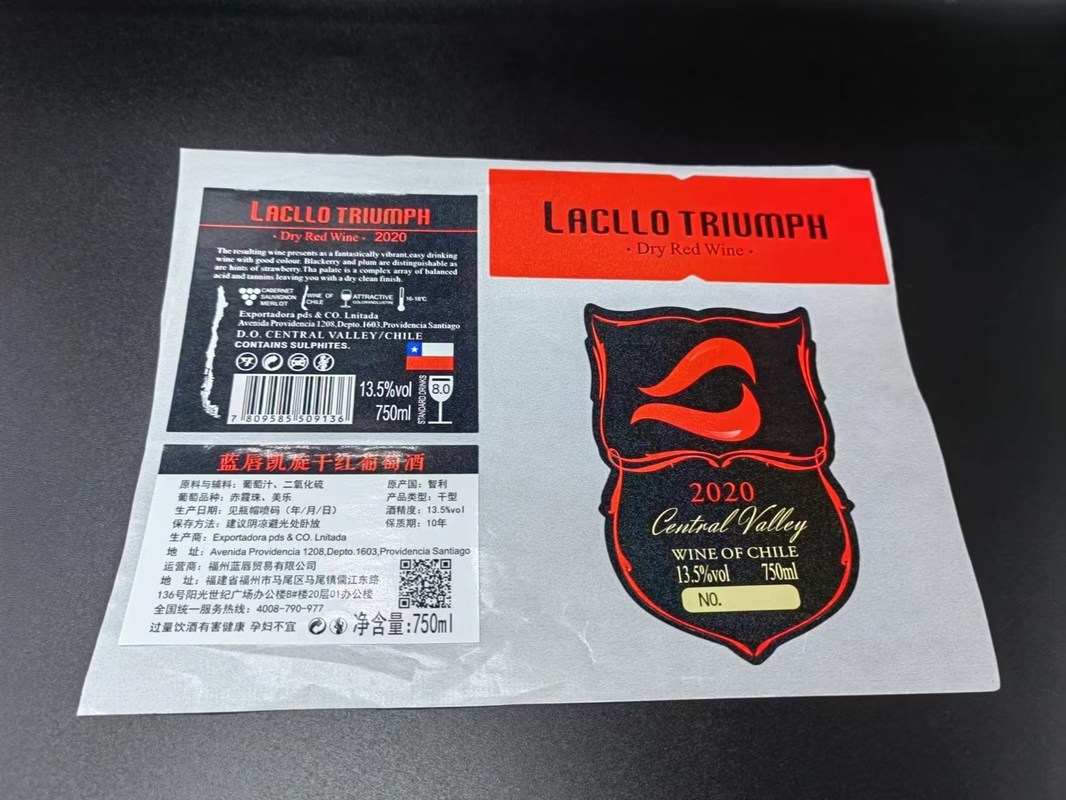 LACLLO TRIUMPH
· Dry Red Wine · 2020
The resulting wine presents as a fantastically vibrant,easy drinking
wine with good colour. Blackerry and plum are distinguishable as
are hints of strawberry.Tha palate is a complex array of balanced
acid and tannins leaving you with a dry clean finish.
CABERNET
SAUVIGNON
MERLOT
WINE OF
CHILE
ATTRACTIVE
16-18℃
Exportadora pds & CO. Lnitada
Avenida Providencia 1208,Depto.1603,Providencia Santiago
D.O. CENTRAL VALLEY/CHILE
CONTAINS SULPHITES.
13.5%vol
750ml
STANDARD DRINKS
8.0
7 809585 509136
蓝唇凯旋干红葡萄酒
原料与辅料：葡萄汁、二氧化硫
原产国：智利
葡萄品种：赤霞珠、美乐
产品类型：干型
生产日期：见瓶帽喷码（年/月/日）
酒精度：13.5%vol
保存方法：建议阴凉避光处卧放
保质期：10年
生产商：Exportadora pds & CO. Lnitada
地 址：Avenida Providencia 1208,Depto.1603,Providencia Santiago
运营商：福州蓝唇贸易有限公司
地 址：福建省福州市马尾区马尾镇儒江东路
136号阳光世纪广场办公楼B#楼20层01办公楼
全国统一服务热线：4008-790-977
过量饮酒有害健康 孕妇不宜
净含量:750ml
LACLLO TRIUMPH
· Dry Red Wine ·
2020
Central Valley
WINE OF CHILE
13.5%vol 750ml
NO.